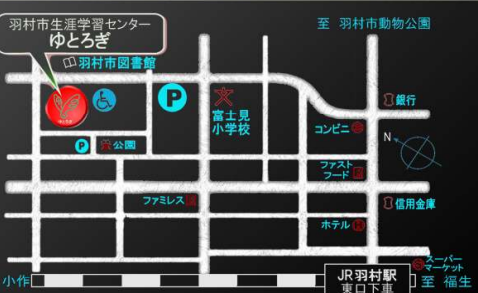 羽村市生涯学習センター
ゆとろぎ
至 羽村市動物公園
羽村市図書館
P
富士見
小学校
銀行
コンビニ
N
P
公園
ファスト
フード
ファミレス
信用金庫
ホテル
H
スーパー
マーケット
小作
JR羽村駅
東口下車
至 福生